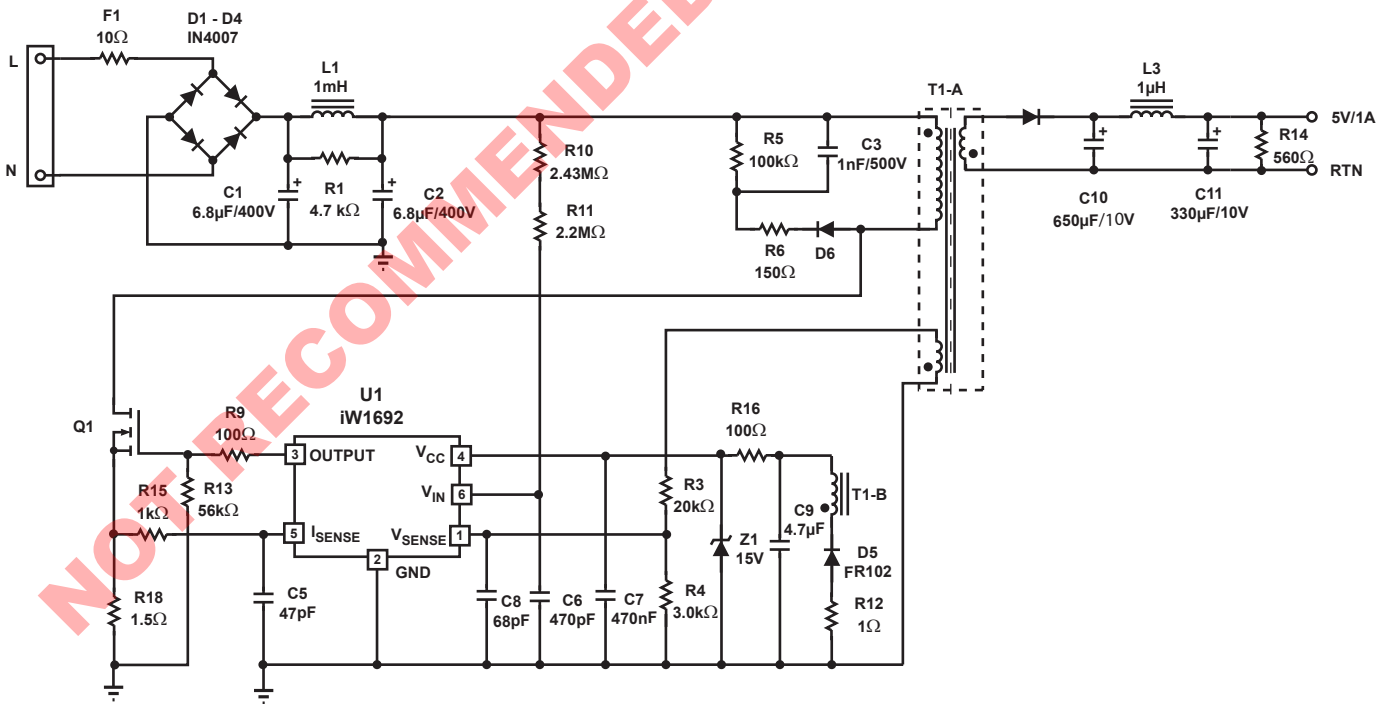 NOT RECOMMENDED
F1
10Ω
D1 - D4
IN4007
L
N
L1
1mH
C1
6.8µF/400V
R1
4.7 kΩ
C2
6.8µF/400V
R10
2.43MΩ
R11
2.2MΩ
R5
100kΩ
C3
1nF/500V
R6
150Ω
D6
T1-A
L3
1µH
5V/1A
R14
560Ω
RTN
C10
650µF/10V
C11
330µF/10V
Q1
R9
100Ω
R15
1kΩ
R13
56kΩ
R18
1.5Ω
C5
47pF
U1
iW1692
3 OUTPUT
VCC 4
VIN 6
5 ISENSE
VSENSE 1
2
GND
C8
68pF
C6
470pF
C7
470nF
R3
20kΩ
R4
3.0kΩ
R16
100Ω
Z1
15V
C9
4.7µF
T1-B
D5
FR102
R12
1Ω